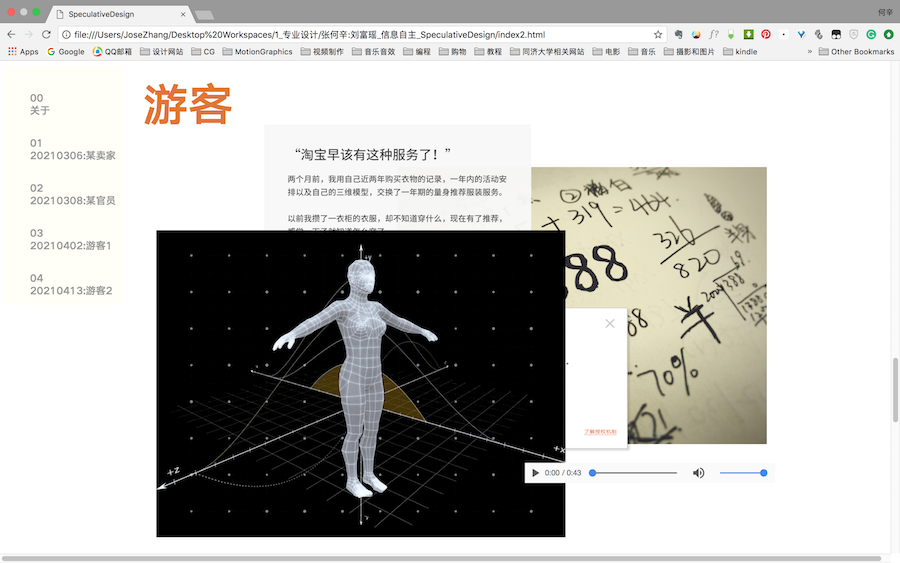 SpeculativeDesign
何辛
file:///Users/JoseZhang/Desktop%20Workspaces/1_专业设计/张何辛:刘富瑶_信息自主_SpeculativeDesign/index2.html
Apps
Google
QQ邮箱
设计网站
CG
MotionGraphics
视频制作
音音效
编程
购物
教程
同济大学相关网站
电影
音乐
摄影和图片
kindle
»
Other Bookmarks
00
关于
01
20210306:某卖家
02
20210308:某官员
03
20210402:游客1
04
20210413:游客2
游客
“淘宝早该有这种服务了！”
两个月前，我用自己近两年购买衣物的记录，一年内的活动安
排以及自己的三维模型，交换了一年期的量身推荐服装服务。
以前我攒了一衣柜的衣服，却不知道穿什么，现在有了推荐，
+319=464
326
820
88
70%
+Z
+X
+y
了解授权机制
0:00 / 0:43